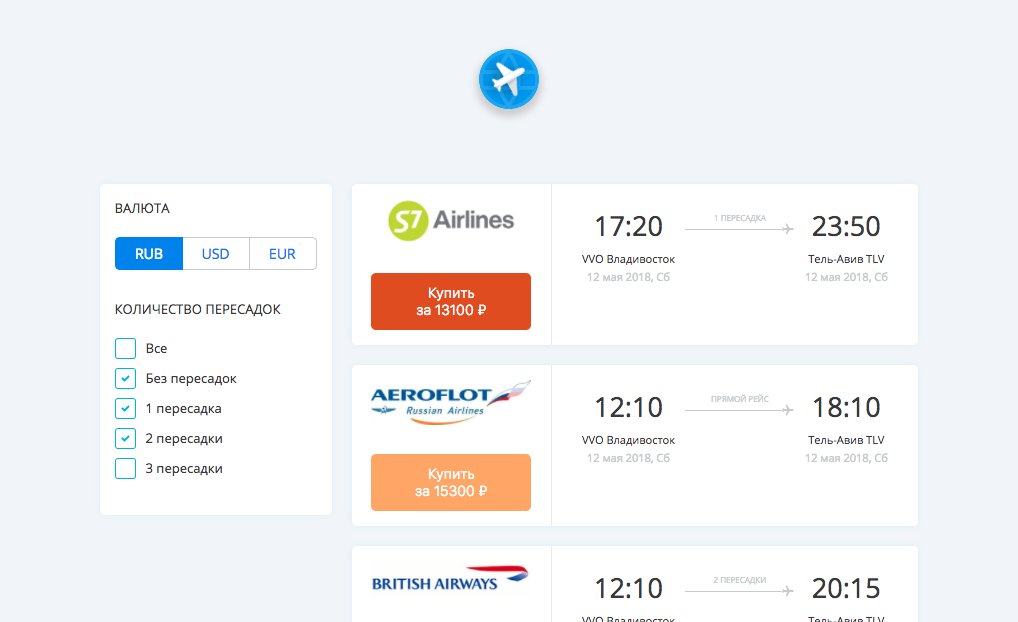 ВАЛЮТА
RUB USD EUR
КОЛИЧЕСТВО ПЕРЕСАДОК
Все
Без пересадок
1 пересадка
2 пересадки
3 пересадки
S7 Airlines
Купить
за 13100 ₽
17:20 1 ПЕРЕСАДКА 23:50
VVO Владивосток Тель-Авив TLV
12 мая 2018, Сб 12 мая 2018, Сб
AEROFLOT
Russian Airlines
Купить
за 15300 ₽
12:10 ПРЯМОЙ РЕЙС 18:10
VVO Владивосток Тель-Авив TLV
12 мая 2018, Сб 12 мая 2018, Сб
BRITISH AIRWAYS
12:10 2 ПЕРЕСАДКИ 20:15
VVO Владивосток Тель-Авив TLV